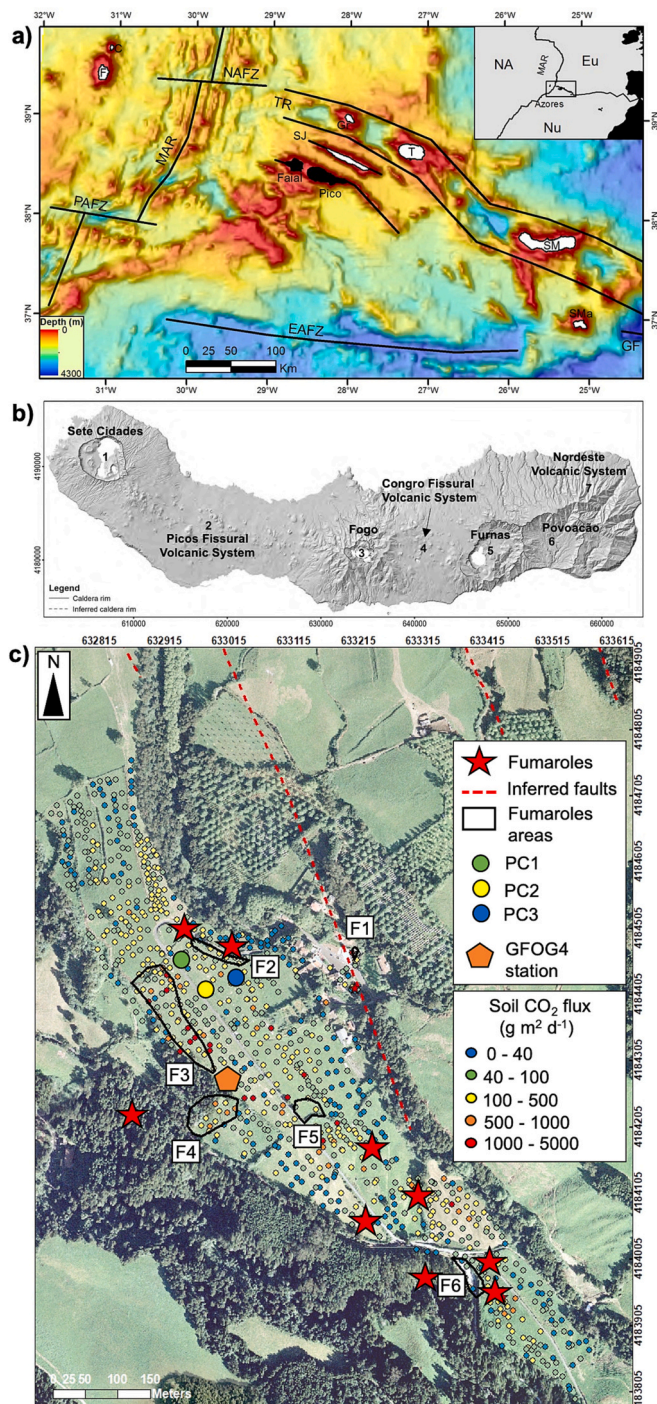 32°W 31°W 30°W 29°W 28°W 27°W 26°W 25°W
a)
C
F
NAFZ
NA
MAR
Eu
Azores
Nu
39°N
TR
G
39°N
MAR
SJ
T
Faial
Pico
PAFZ
38°N
38°N
SM
37°N
37°N
SMa
EAFZ
GF
Depth (m)
0
4300
0 25 50 100
Km
31°W 30°W 29°W 28°W 27°W 26°W 25°W
b)
Sete Cidades
1
4190000
Nordeste
Volcanic System
7
Congro Fissural
Volcanic System
2
Picos Fissural
Volcanic System
Fogo
3
4
Furnas
5
Povoação
6
4180000
Legend
Caldera rim
Inferred caldera rim
610000 620000 630000 640000 650000 660000
632815 632915 633015 633115 633215 633315 633415 633515 633615
c)
N
4184905
4184805
4184705
4184605
4184505
4184405
4184305
4184205
4184105
4184005
4183905
4183805
Fumaroles
Inferred faults
Fumaroles
areas
PC1
PC2
PC3
GFOG4
station
Soil CO₂ flux
(g m² d⁻¹)
0 - 40
40 - 100
100 - 500
500 - 1000
1000 - 5000
F1
F2
F3
F4
F5
F6
0 25 50 100 150
Meters